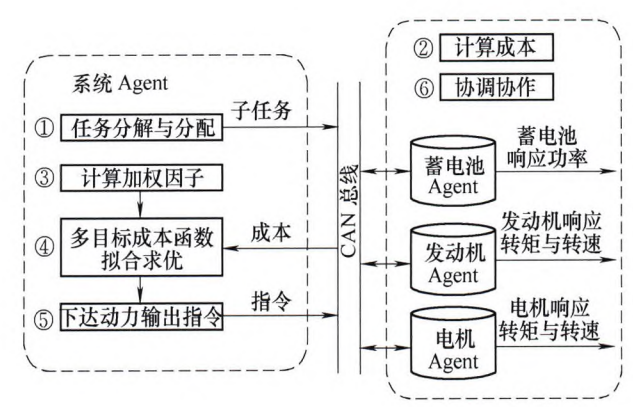 系统 Agent
① 任务分解与分配
子任务
③ 计算加权因子
④ 多目标成本函数
拟合求优
成本
⑤ 下达动力输出指令
指令
CAN 总线
② 计算成本
⑥ 协调协作
蓄电池
Agent
蓄电池
响应功率
发动机
Agent
发动机响应
转矩与转速
电机
Agent
电机响应
转矩与转速